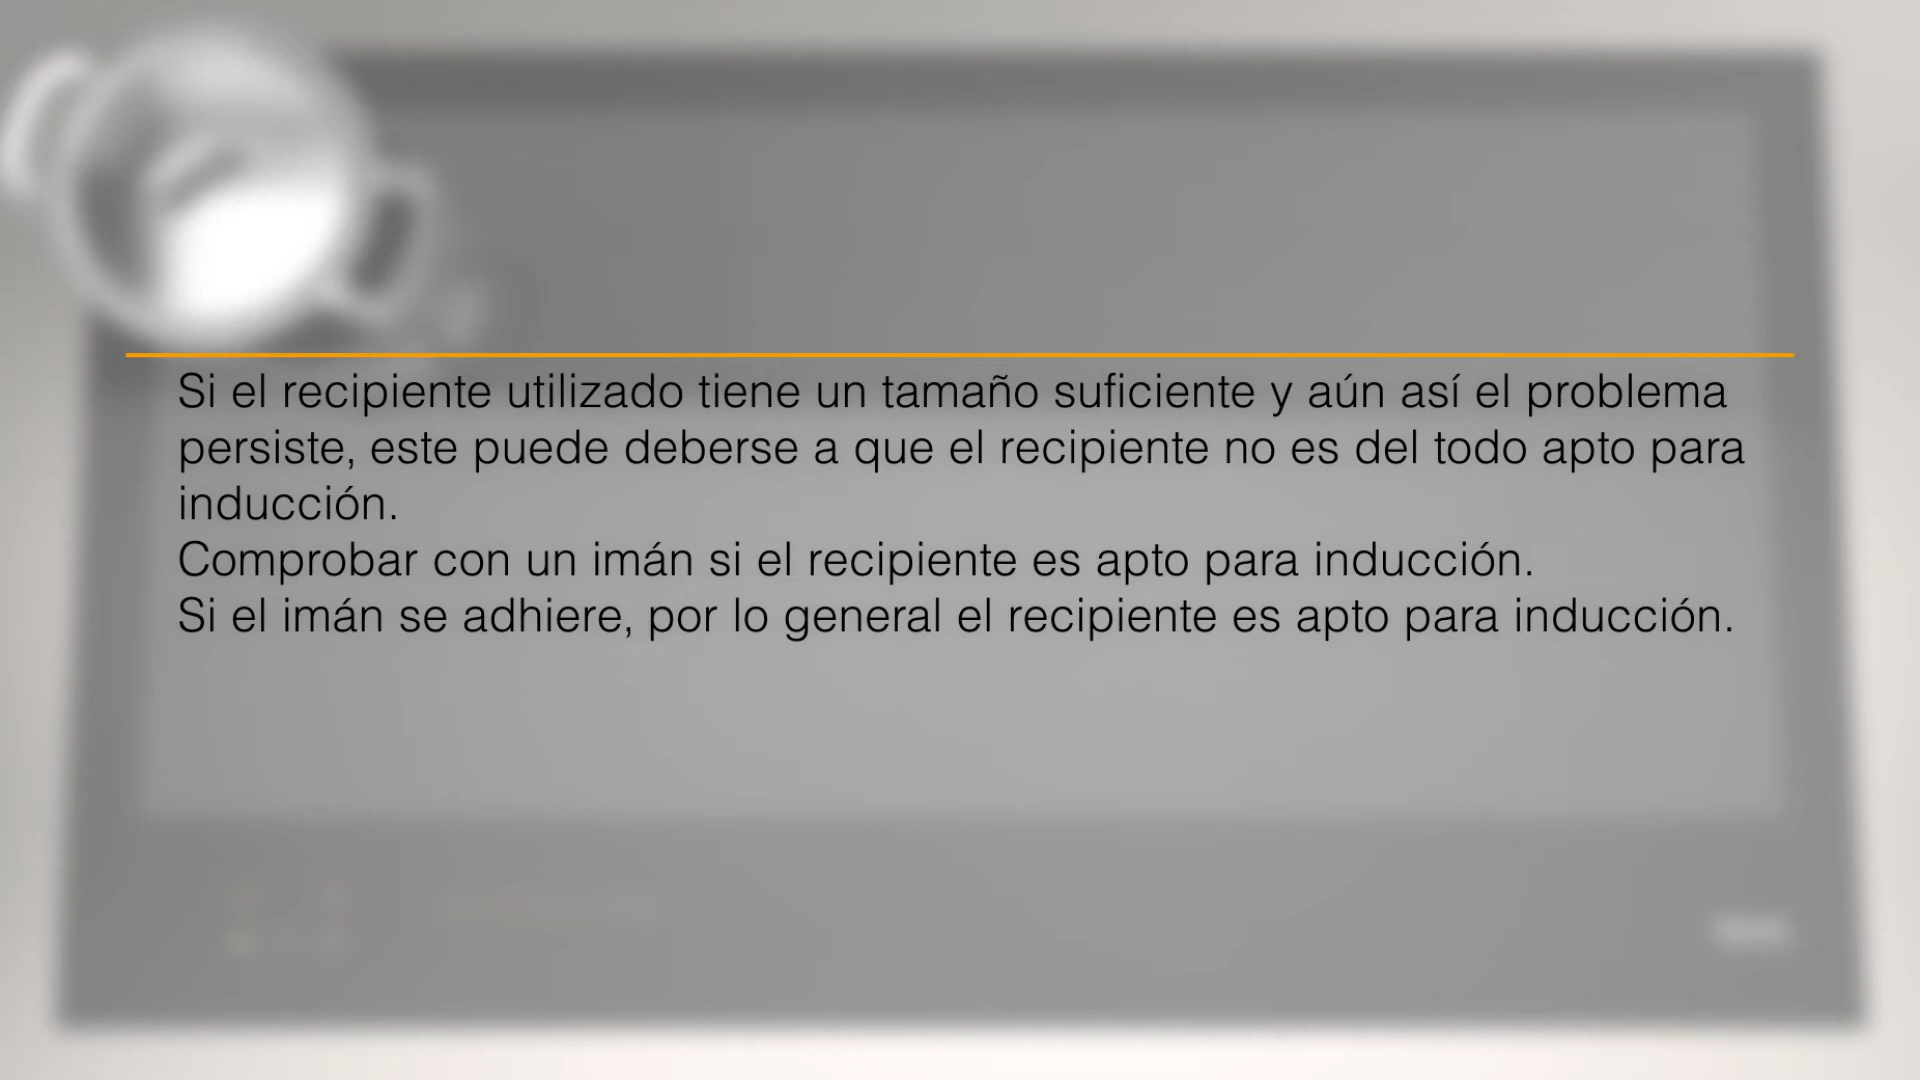 Si el recipiente utilizado tiene un tamaño suficiente y aún así el problema
persiste, este puede deberse a que el recipiente no es del todo apto para
inducción.
Comprobar con un imán si el recipiente es apto para inducción.
Si el imán se adhiere, por lo general el recipiente es apto para inducción.